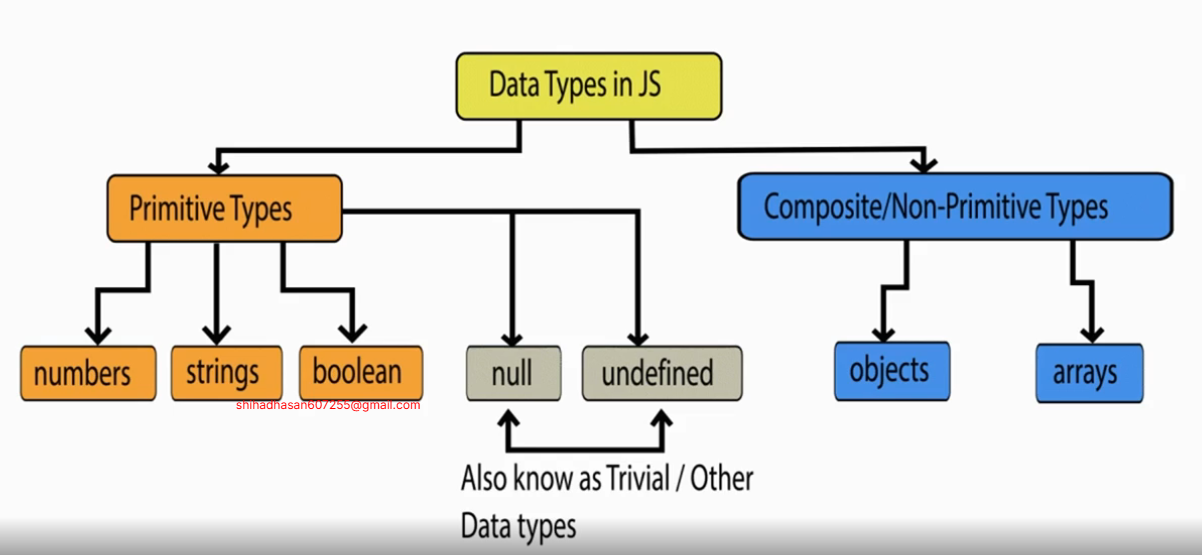 Data Types in JS
Primitive Types
Composite/Non-Primitive Types
numbers
strings
boolean
null
undefined
objects
arrays
shihadhasan607255@gmail.com
Also know as Trivial / Other
Data types